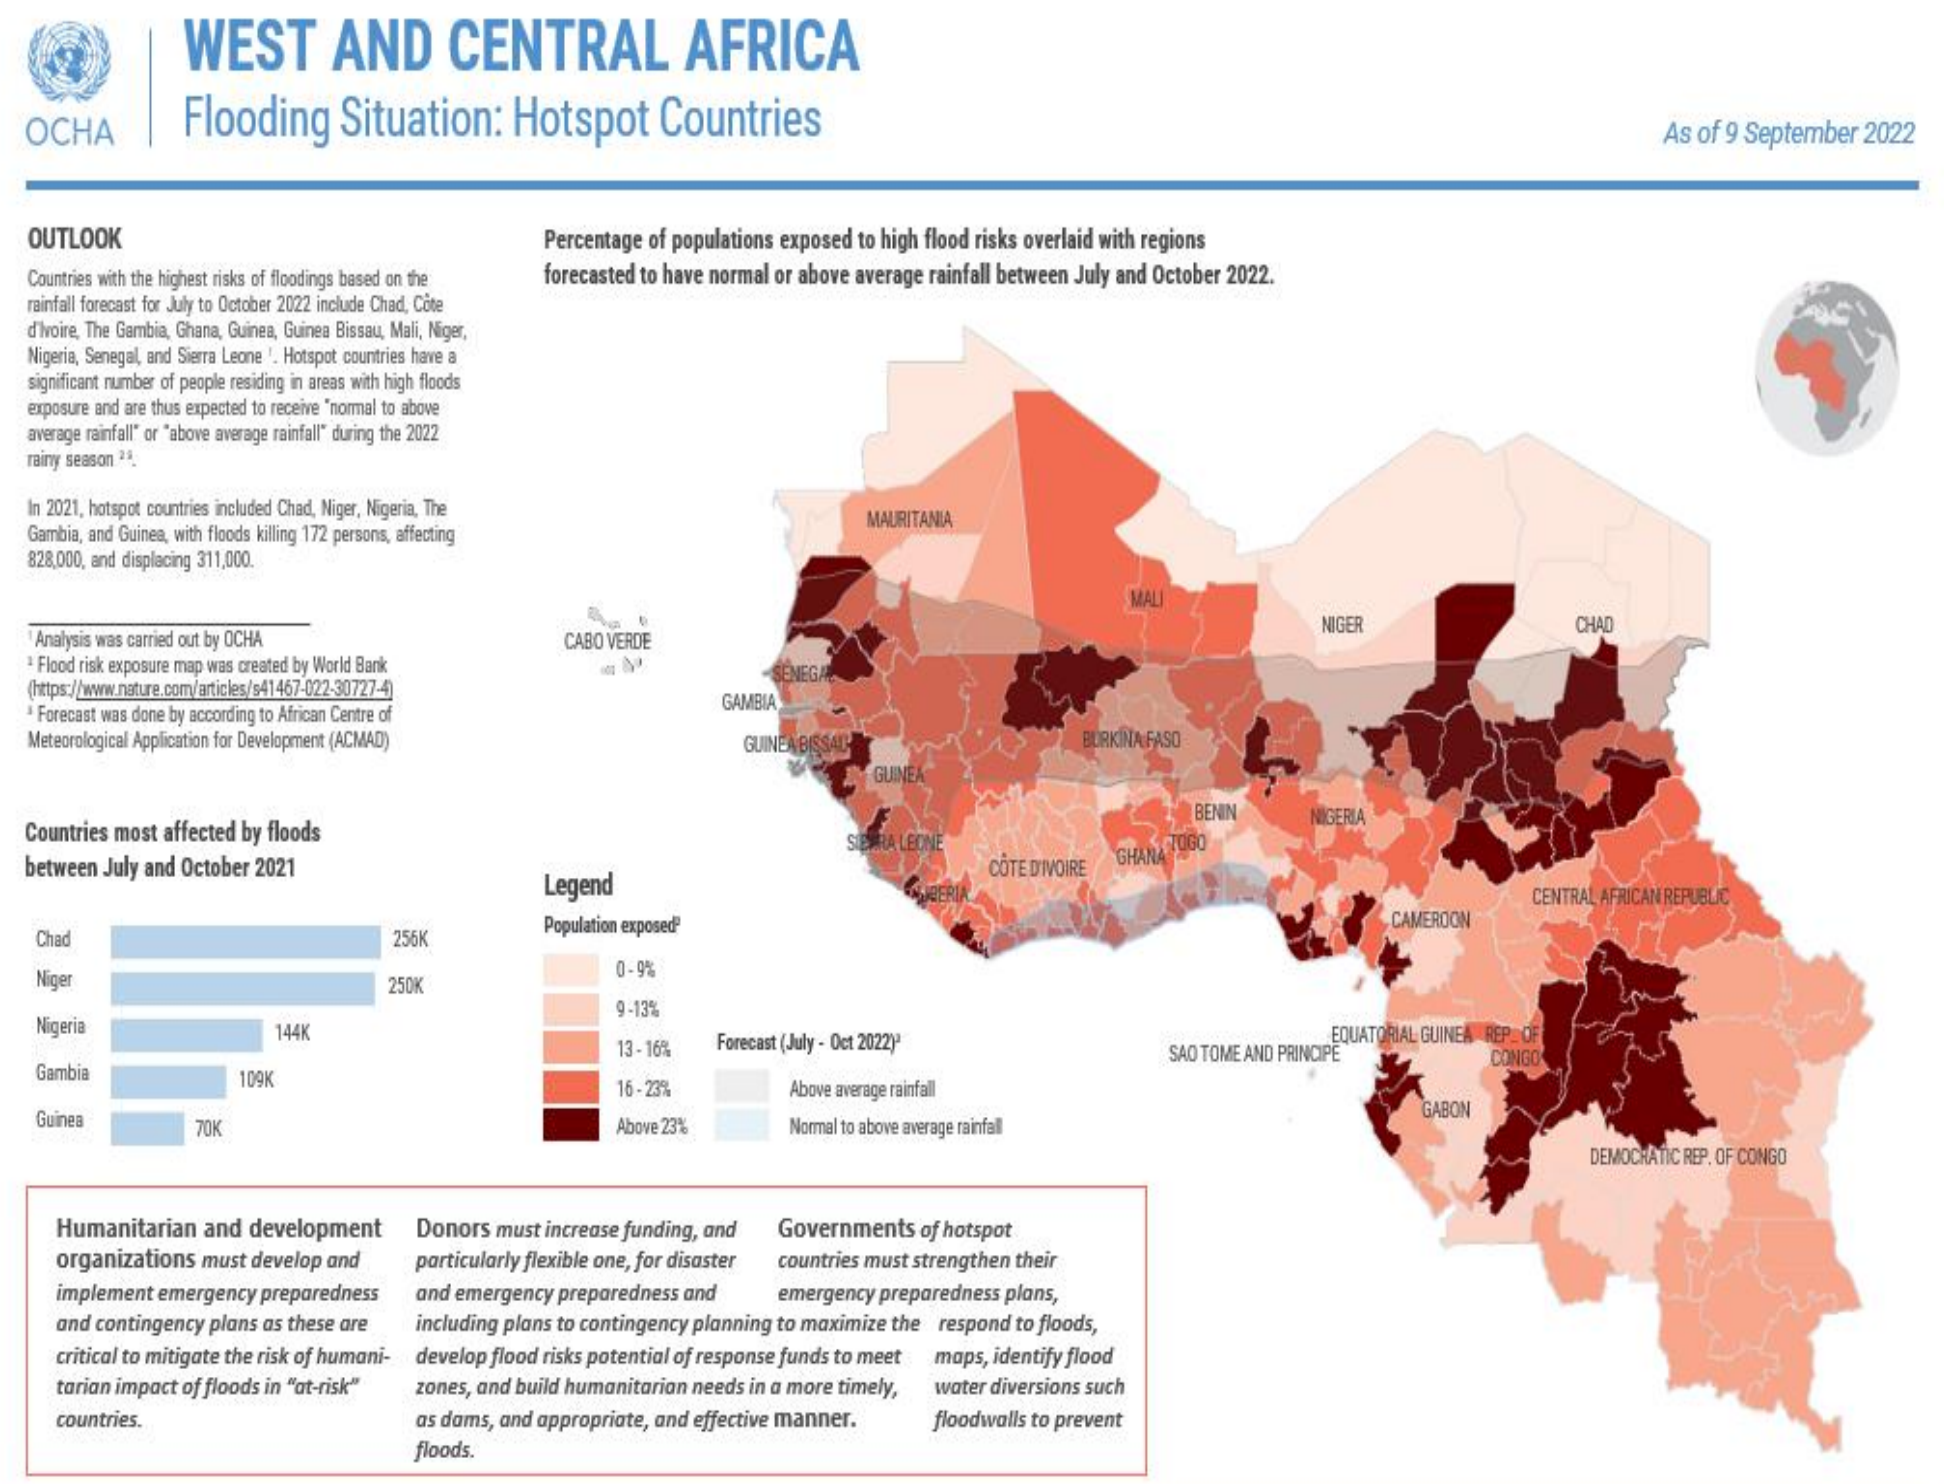 OCHA
WEST AND CENTRAL AFRICA
Flooding Situation: Hotspot Countries
As of 9 September 2022
OUTLOOK
Countries with the highest risks of floodings based on the
rainfall forecast for July to October 2022 include Chad, Côte
d'Ivoire, The Gambia, Ghana, Guinea, Guinea Bissau, Mali, Niger,
Nigeria, Senegal, and Sierra Leone ¹. Hotspot countries have a
significant number of people residing in areas with high floods
exposure and are thus expected to receive "normal to above
average rainfall" or "above average rainfall" during the 2022
rainy season ² ³.
In 2021, hotspot countries included Chad, Niger, Nigeria, The
Gambia, and Guinea, with floods killing 172 persons, affecting
828,000, and displacing 311,000.
¹ Analysis was carried out by OCHA
² Flood risk exposure map was created by World Bank
(https://www.nature.com/articles/s41467-022-30727-4)
³ Forecast was done by according to African Centre of
Meteorological Application for Development (ACMAD)
Countries most affected by floods
between July and October 2021
Chad 256K
Niger 250K
Nigeria 144K
Gambia 109K
Guinea 70K
Percentage of populations exposed to high flood risks overlaid with regions
forecasted to have normal or above average rainfall between July and October 2022.
MAURITANIA
MALI
NIGER
CHAD
CABO VERDE
SENEGAL
GAMBIA
GUINEA BISSAU
BURKINA FASO
GUINEA
BENIN
NIGERIA
SIERRA LEONE
TOGO
GHANA
CÔTE D'IVOIRE
LIBERIA
CENTRAL AFRICAN REPUBLIC
CAMEROON
EQUATORIAL GUINEA
REP. OF
CONGO
SAO TOME AND PRINCIPE
GABON
DEMOCRATIC REP. OF CONGO
Legend
Population exposed²
0 - 9%
9 -13%
13 - 16%
16 - 23%
Above 23%
Forecast (July - Oct 2022)³
Above average rainfall
Normal to above average rainfall
Humanitarian and development
organizations must develop and
implement emergency preparedness
and contingency plans as these are
critical to mitigate the risk of humani-
tarian impact of floods in "at-risk"
countries.
Donors must increase funding, and
particularly flexible one, for disaster
and emergency preparedness and
including plans to contingency planning to maximize the
develop flood risks potential of response funds to meet
zones, and build humanitarian needs in a more timely,
as dams, and appropriate, and effective manner.
floods.
Governments of hotspot
countries must strengthen their
emergency preparedness plans,
respond to floods,
maps, identify flood
water diversions such
floodwalls to prevent